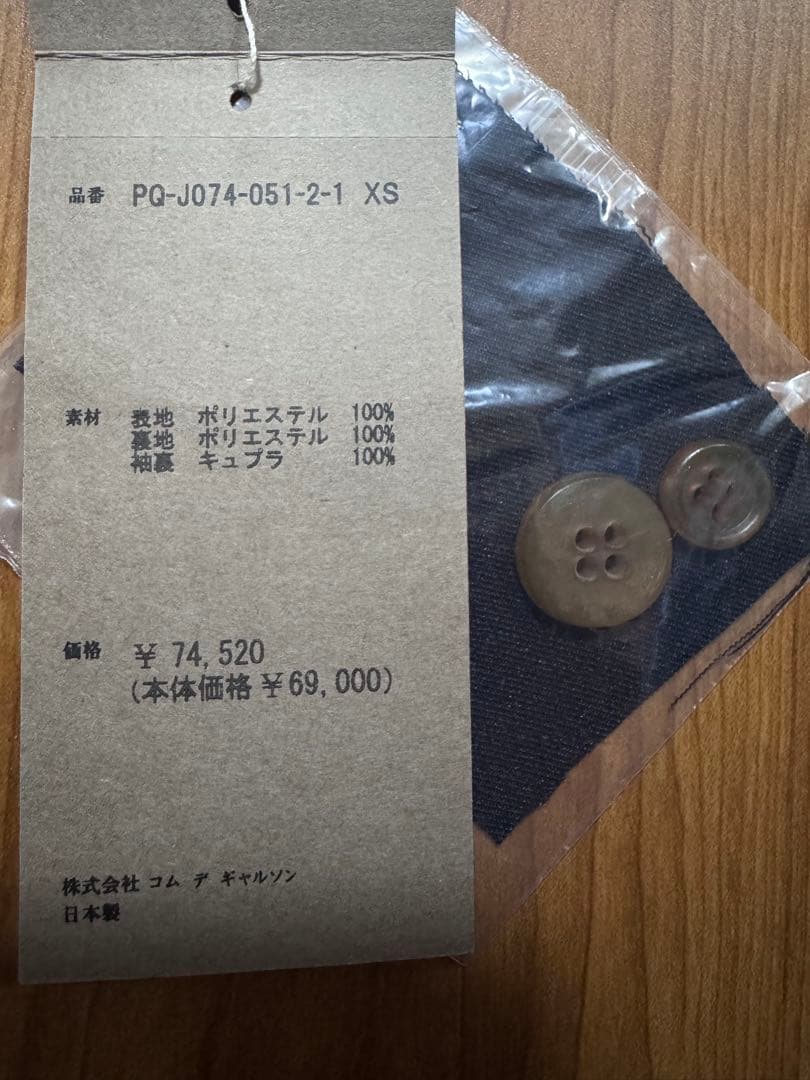 品番 PQ-J074-051-2-1 XS
素材 表地 ポリエステル 100%
裏地 ポリエステル 100%
袖裏 キュプラ 100%
価格 ¥ 74,520
(本体価格 ¥69,000)
株式会社 コム デ ギャルソン
日本製